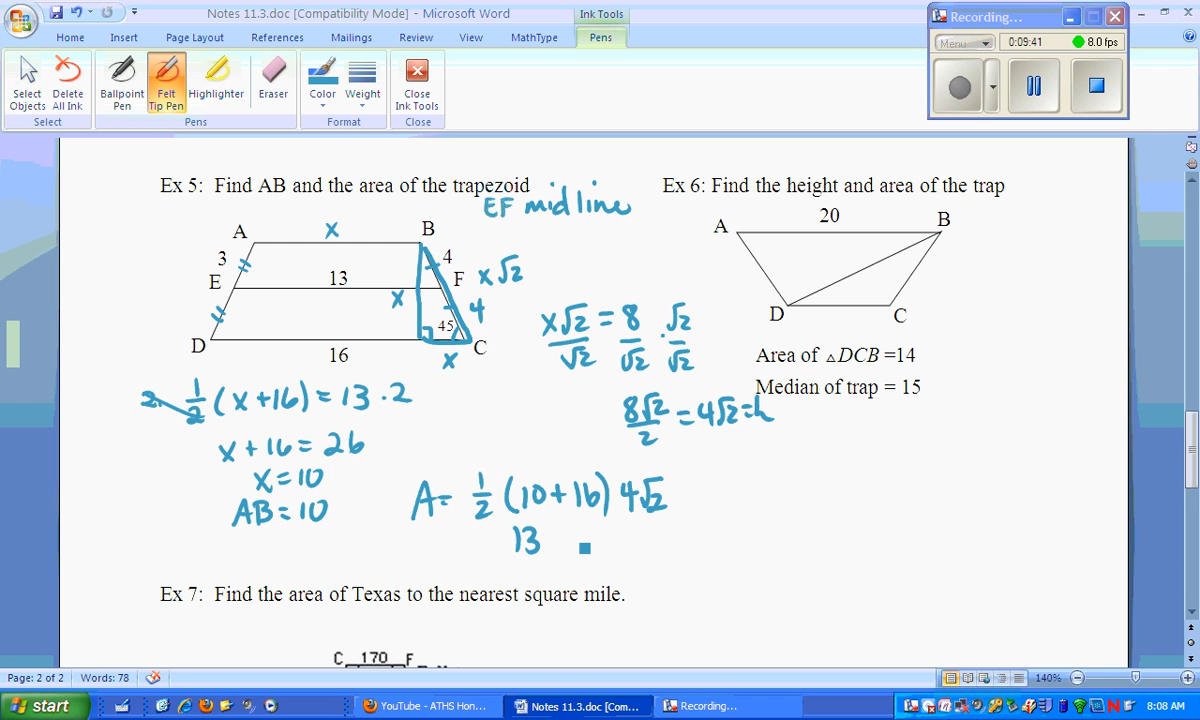 Notes 11.3.doc [Compatibility Mode] - Microsoft Word
Ink Tools
Home Insert Page Layout References Mailings Review View MathType Pens
Select Objects
Delete All Ink
Ballpoint Pen
Felt Tip Pen
Highlighter
Eraser
Color
Weight
Close Ink Tools
Select Pens Format Close
Recording...
Menu 0:09:41 8.0 fps
Ex 5: Find AB and the area of the trapezoid
EF midline
A x B
3 4
E 13 F x√2
x 4
45
D 16 x C
2·½(x+16)=13·2
x+16=26
x=10
AB=10
x√2/√2 = 8/√2 · √2/√2
8√2/2 = 4√2=h
A= ½(10+16)4√2
13
Ex 6: Find the height and area of the trap
A 20 B
D C
Area of △DCB =14
Median of trap = 15
Ex 7: Find the area of Texas to the nearest square mile.
C 170 F
Page: 2 of 2 Words: 78 140%
start YouTube - ATHS Hon... Notes 11.3.doc [Com... Recording... 8:08 AM